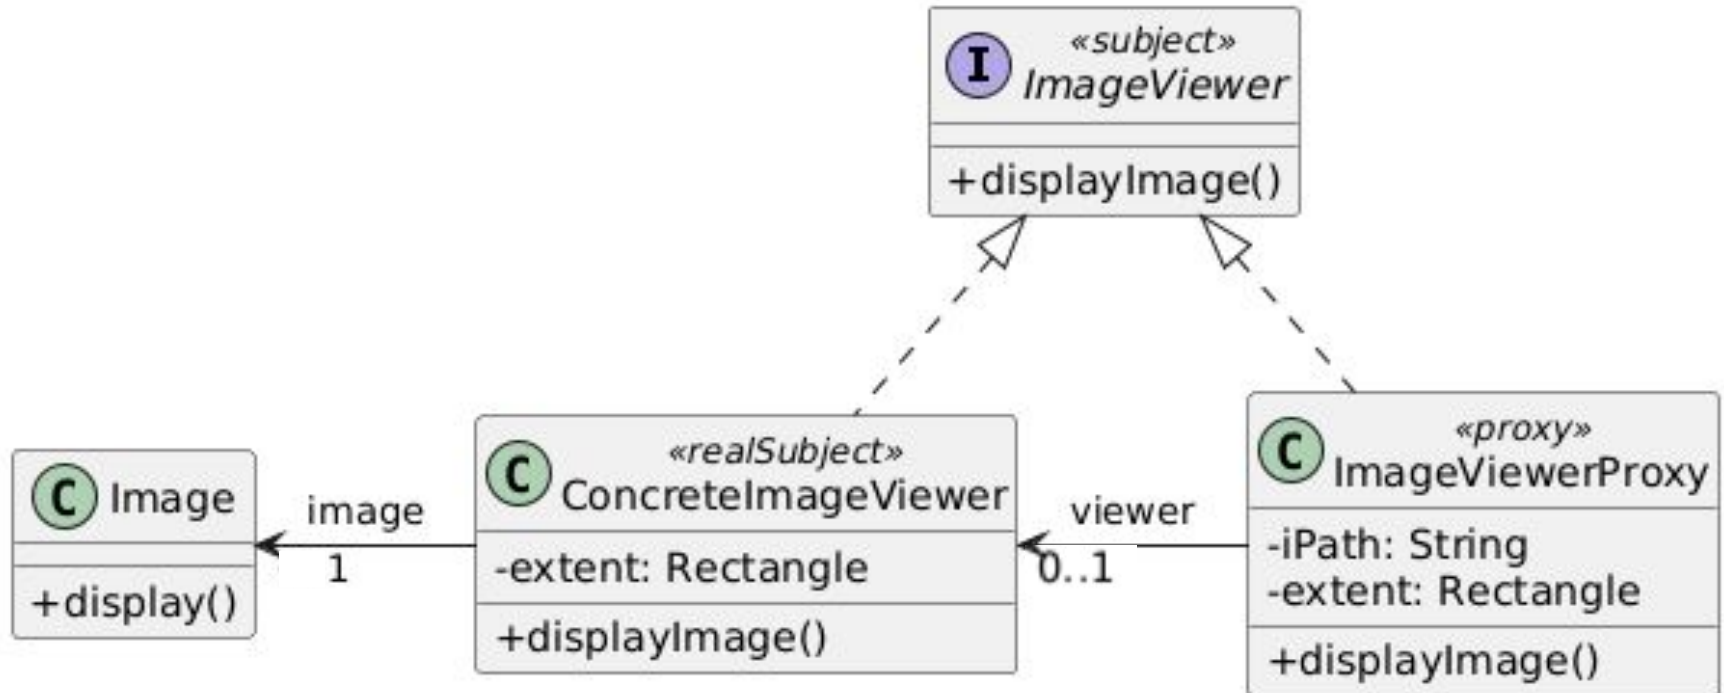 I
«subject»
ImageViewer
+displayImage()
C
Image
+display()
image
1
C
«realSubject»
ConcreteImageViewer
-extent: Rectangle
+displayImage()
viewer
0..1
C
«proxy»
ImageViewerProxy
-iPath: String
-extent: Rectangle
+displayImage()